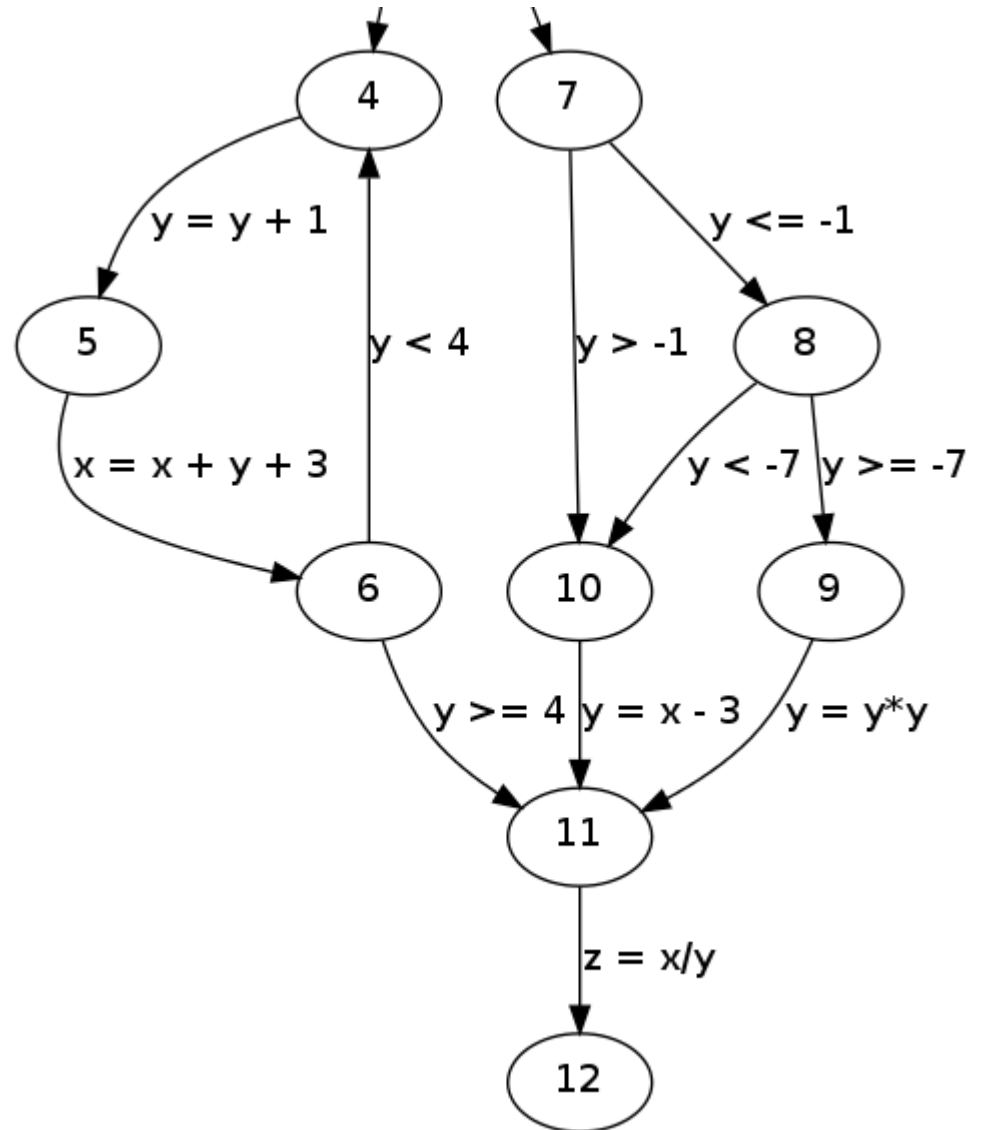 4
7
y = y + 1
y <= -1
5
y < 4
y > -1
8
x = x + y + 3
y < -7
y >= -7
6
10
9
y >= 4
y = x - 3
y = y*y
11
z = x/y
12